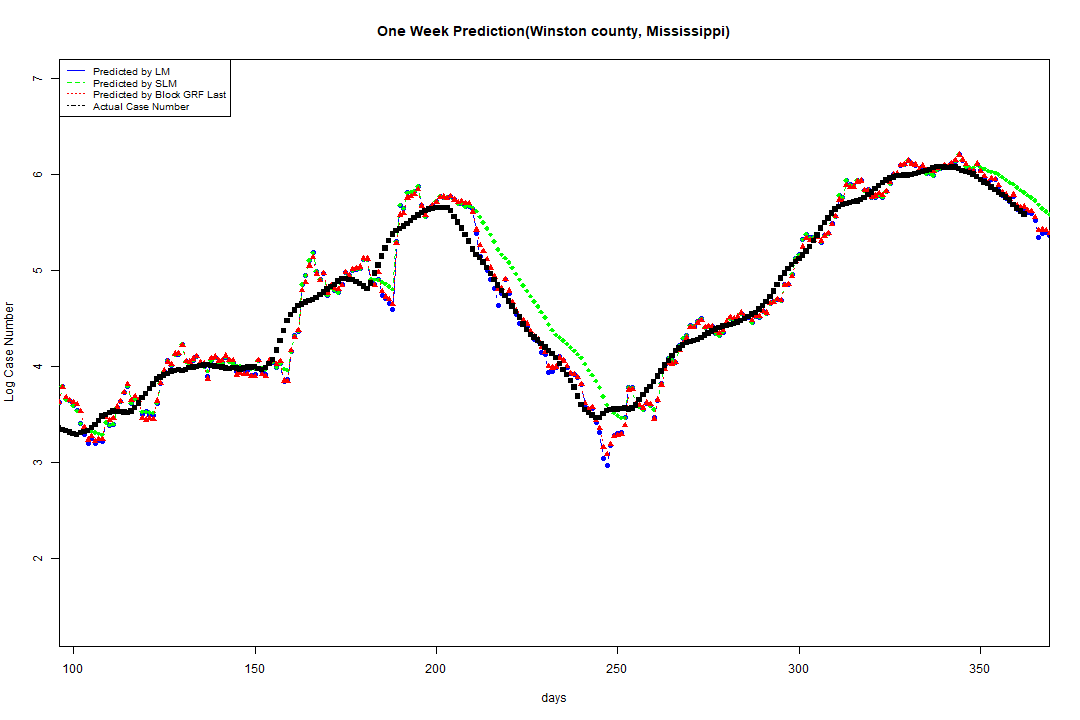 One Week Prediction(Winston county, Mississippi)
Predicted by LM
Predicted by SLM
Predicted by Block GRF Last
Actual Case Number
7
6
5
4
3
2
Log Case Number
100 150 200 250 300 350
days